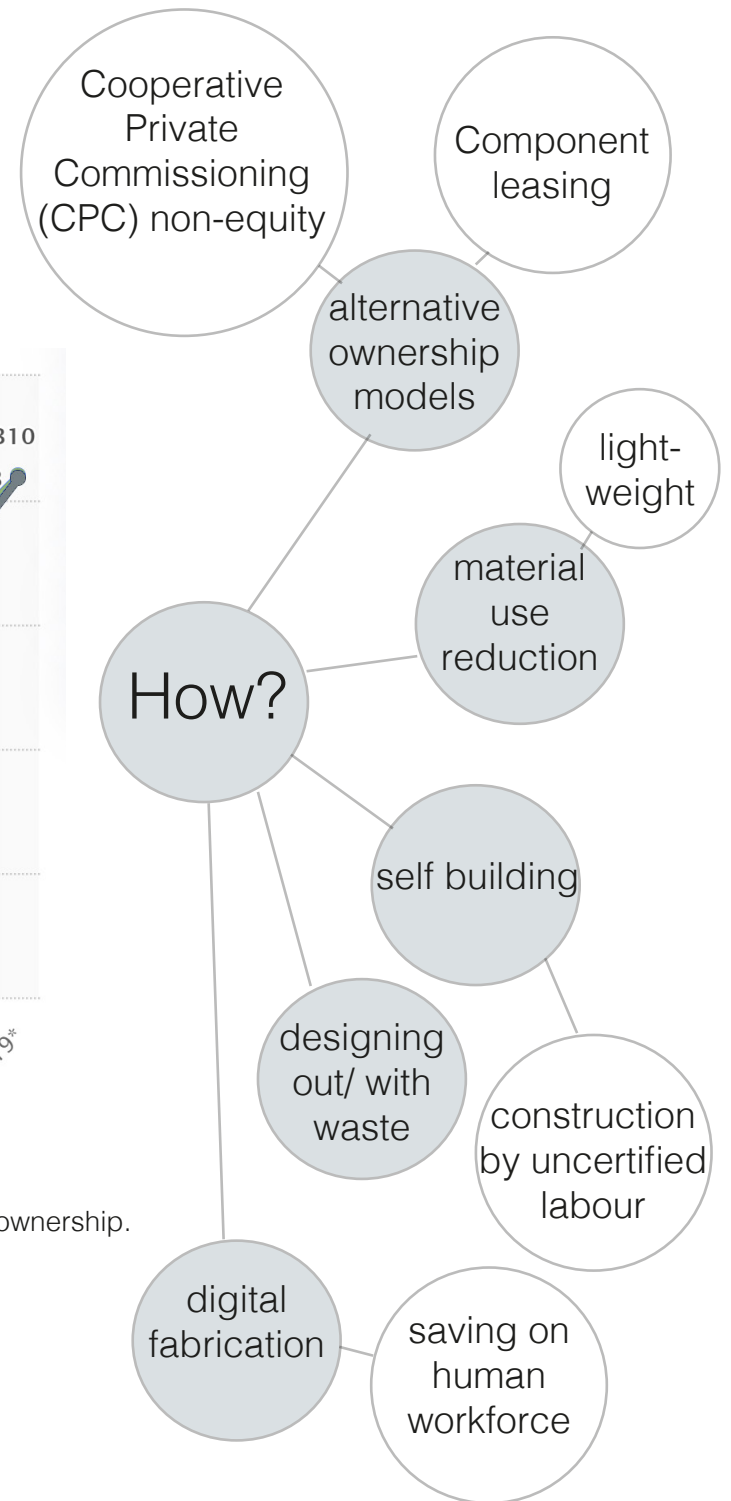 Cooperative
Private
Commissioning
(CPC) non-equity
Component
leasing
alternative
ownership
models
310
light-
weight
material
use
reduction
How?
self building
designing
out/ with
waste
construction
by uncertified
labour
ownership.
digital
fabrication
saving on
human
workforce